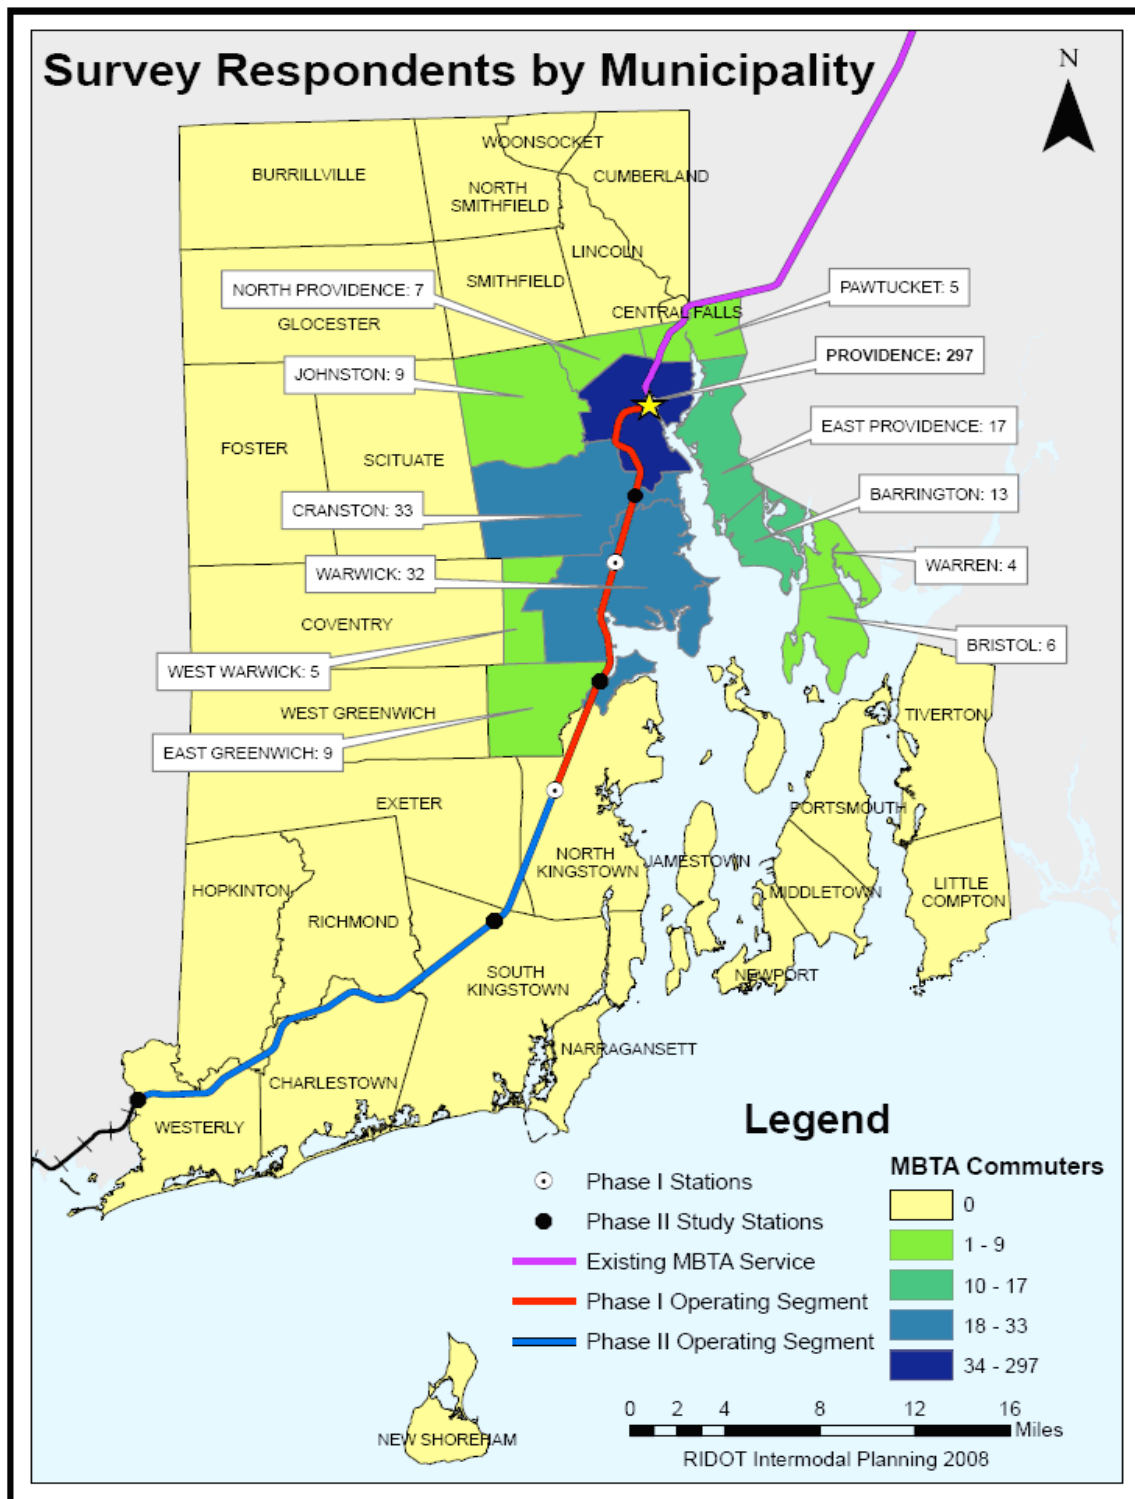 Survey Respondents by Municipality
N
WOONSOCKET
BURRILLVILLE
CUMBERLAND
NORTH
SMITHFIELD
LINCOLN
SMITHFIELD
NORTH PROVIDENCE: 7
PAWTUCKET: 5
CENTRAL FALLS
GLOCESTER
PROVIDENCE: 297
JOHNSTON: 9
EAST PROVIDENCE: 17
FOSTER
SCITUATE
BARRINGTON: 13
CRANSTON: 33
WARREN: 4
WARWICK: 32
COVENTRY
BRISTOL: 6
WEST WARWICK: 5
WEST GREENWICH
TIVERTON
EAST GREENWICH: 9
EXETER
PORTSMOUTH
NORTH
KINGSTOWN
JAMESTOWN
HOPKINTON
MIDDLETOWN
LITTLE
COMPTON
RICHMOND
SOUTH
KINGSTOWN
NEWPORT
NARRAGANSETT
CHARLESTOWN
WESTERLY
Legend
Phase I Stations
Phase II Study Stations
Existing MBTA Service
Phase I Operating Segment
Phase II Operating Segment
MBTA Commuters
0
1 - 9
10 - 17
18 - 33
34 - 297
NEW SHOREHAM
0 2 4 8 12 16
Miles
RIDOT Intermodal Planning 2008